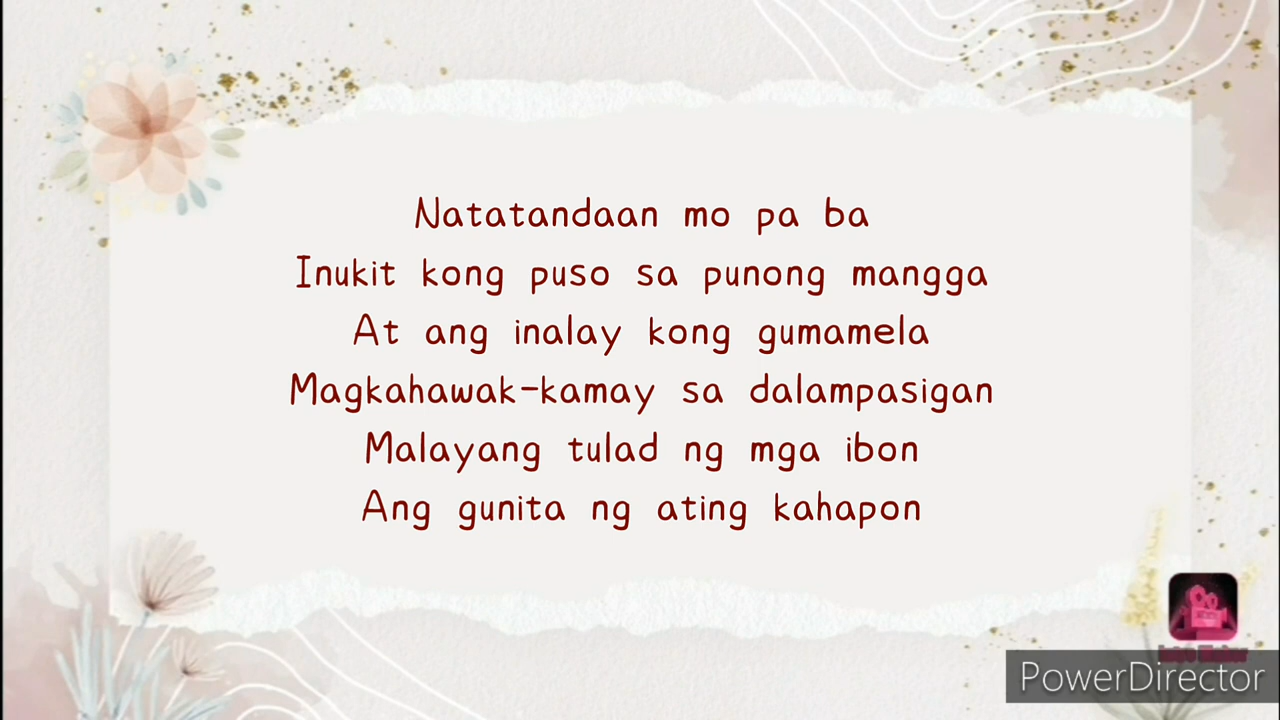 Natatandaan mo pa ba
Inukit kong puso sa punong mangga
At ang inalay kong gumamela
Magkahawak-kamay sa dalampasigan
Malayang tulad ng mga ibon
Ang gunita ng ating kahapon
PowerDirector